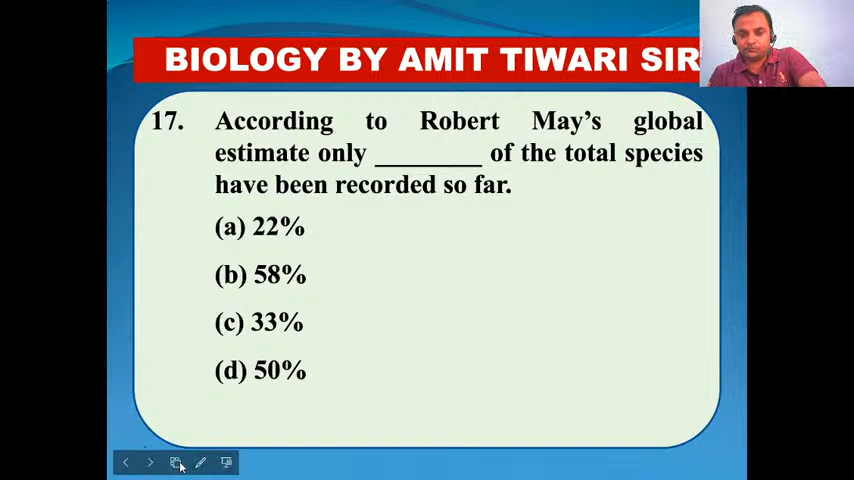 BIOLOGY BY AMIT TIWARI SIR
17. According to Robert May's global
estimate only ________ of the total species
have been recorded so far.
(a) 22%
(b) 58%
(c) 33%
(d) 50%